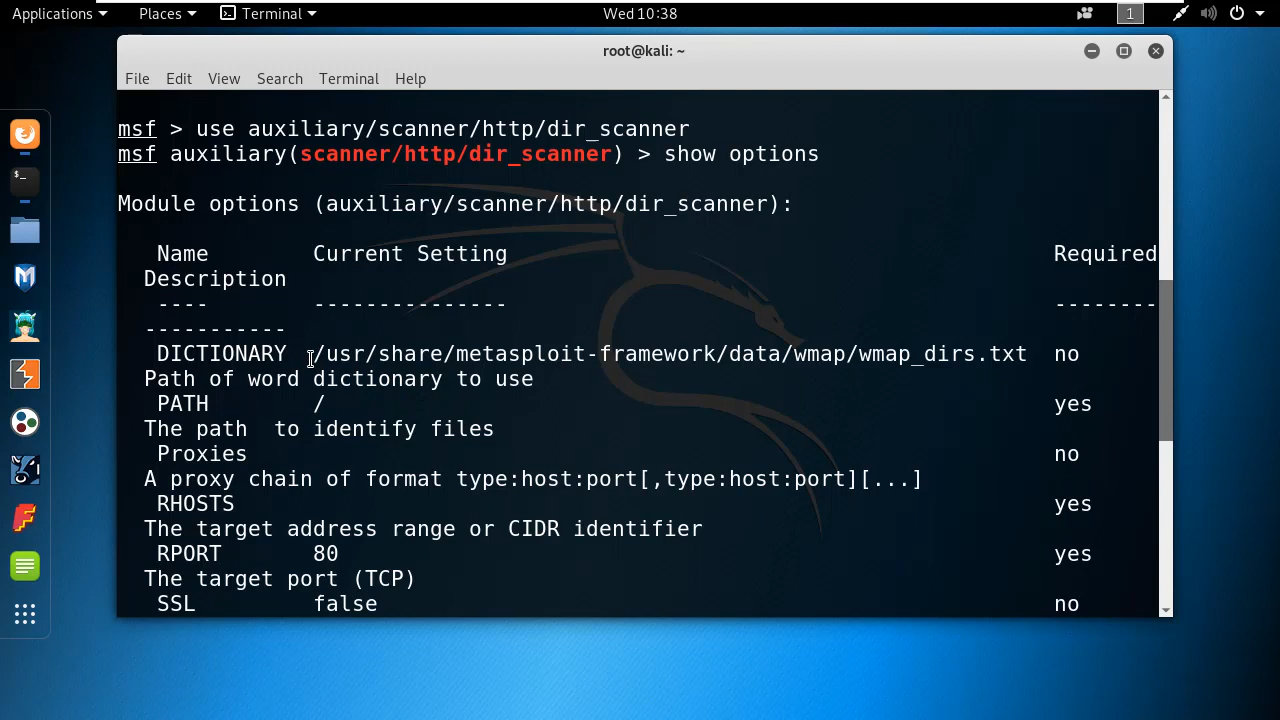 Applications Places Terminal Wed 10:38 1
root@kali: ~
File Edit View Search Terminal Help
msf > use auxiliary/scanner/http/dir_scanner
msf auxiliary(scanner/http/dir_scanner) > show options
Module options (auxiliary/scanner/http/dir_scanner):
Name Current Setting Required
Description
---- --------------- --------
-----------
DICTIONARY /usr/share/metasploit-framework/data/wmap/wmap_dirs.txt no
Path of word dictionary to use
PATH / yes
The path  to identify files
Proxies no
A proxy chain of format type:host:port[,type:host:port][...]
RHOSTS yes
The target address range or CIDR identifier
RPORT 80 yes
The target port (TCP)
SSL false no